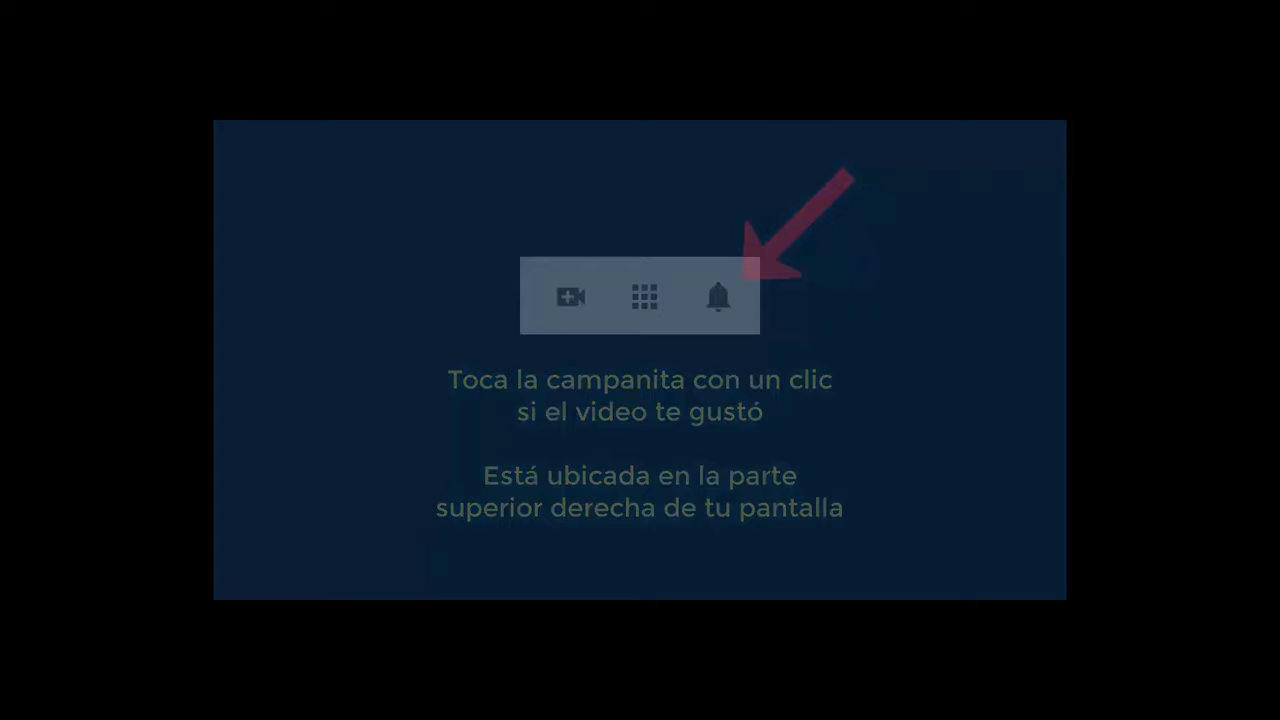 Toca la campanita con un clic
si el video te gustó
Está ubicada en la parte
superior derecha de tu pantalla